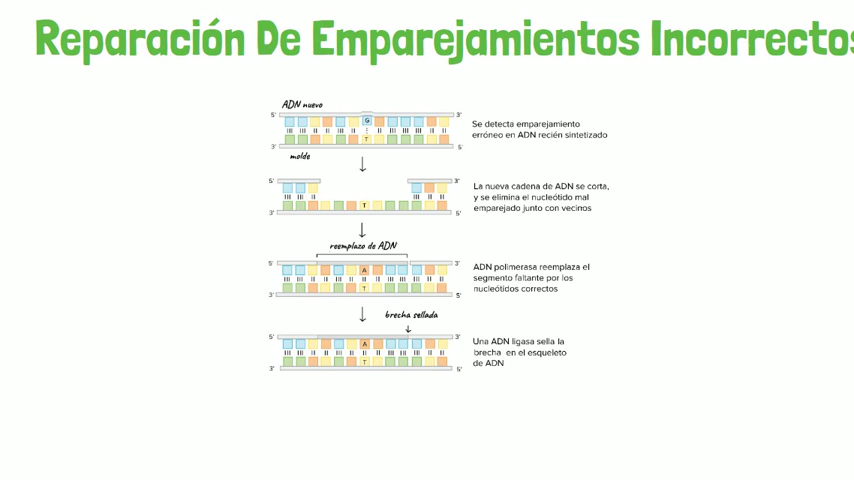 Reparación De Emparejamientos Incorrectos
ADN nuevo
5' 3'
G
T
3' 5'
molde
Se detecta emparejamiento
erróneo en ADN recién sintetizado
5' 3'
T
3' 5'
La nueva cadena de ADN se corta,
y se elimina el nucleótido mal
emparejado junto con vecinos
reemplazo de ADN
5' 3'
A
T
3' 5'
ADN polimerasa reemplaza el
segmento faltante por los
nucleótidos correctos
brecha sellada
5' 3'
A
T
3' 5'
Una ADN ligasa sella la
brecha en el esqueleto
de ADN